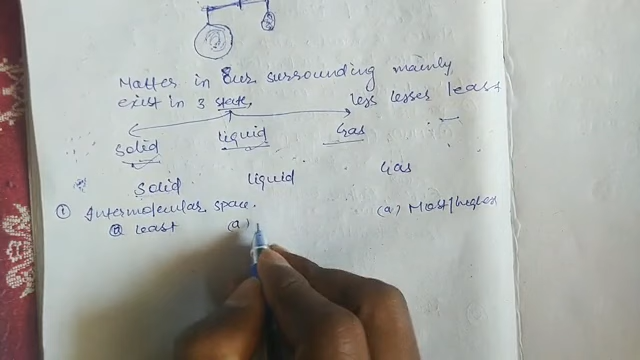 Matter in Our surrounding mainly
exist in 3 state.
less lesser least
solid liquid Gas
Solid liquid Gas
① Intermolecular space.
(a) least (a) (a) Most/highest